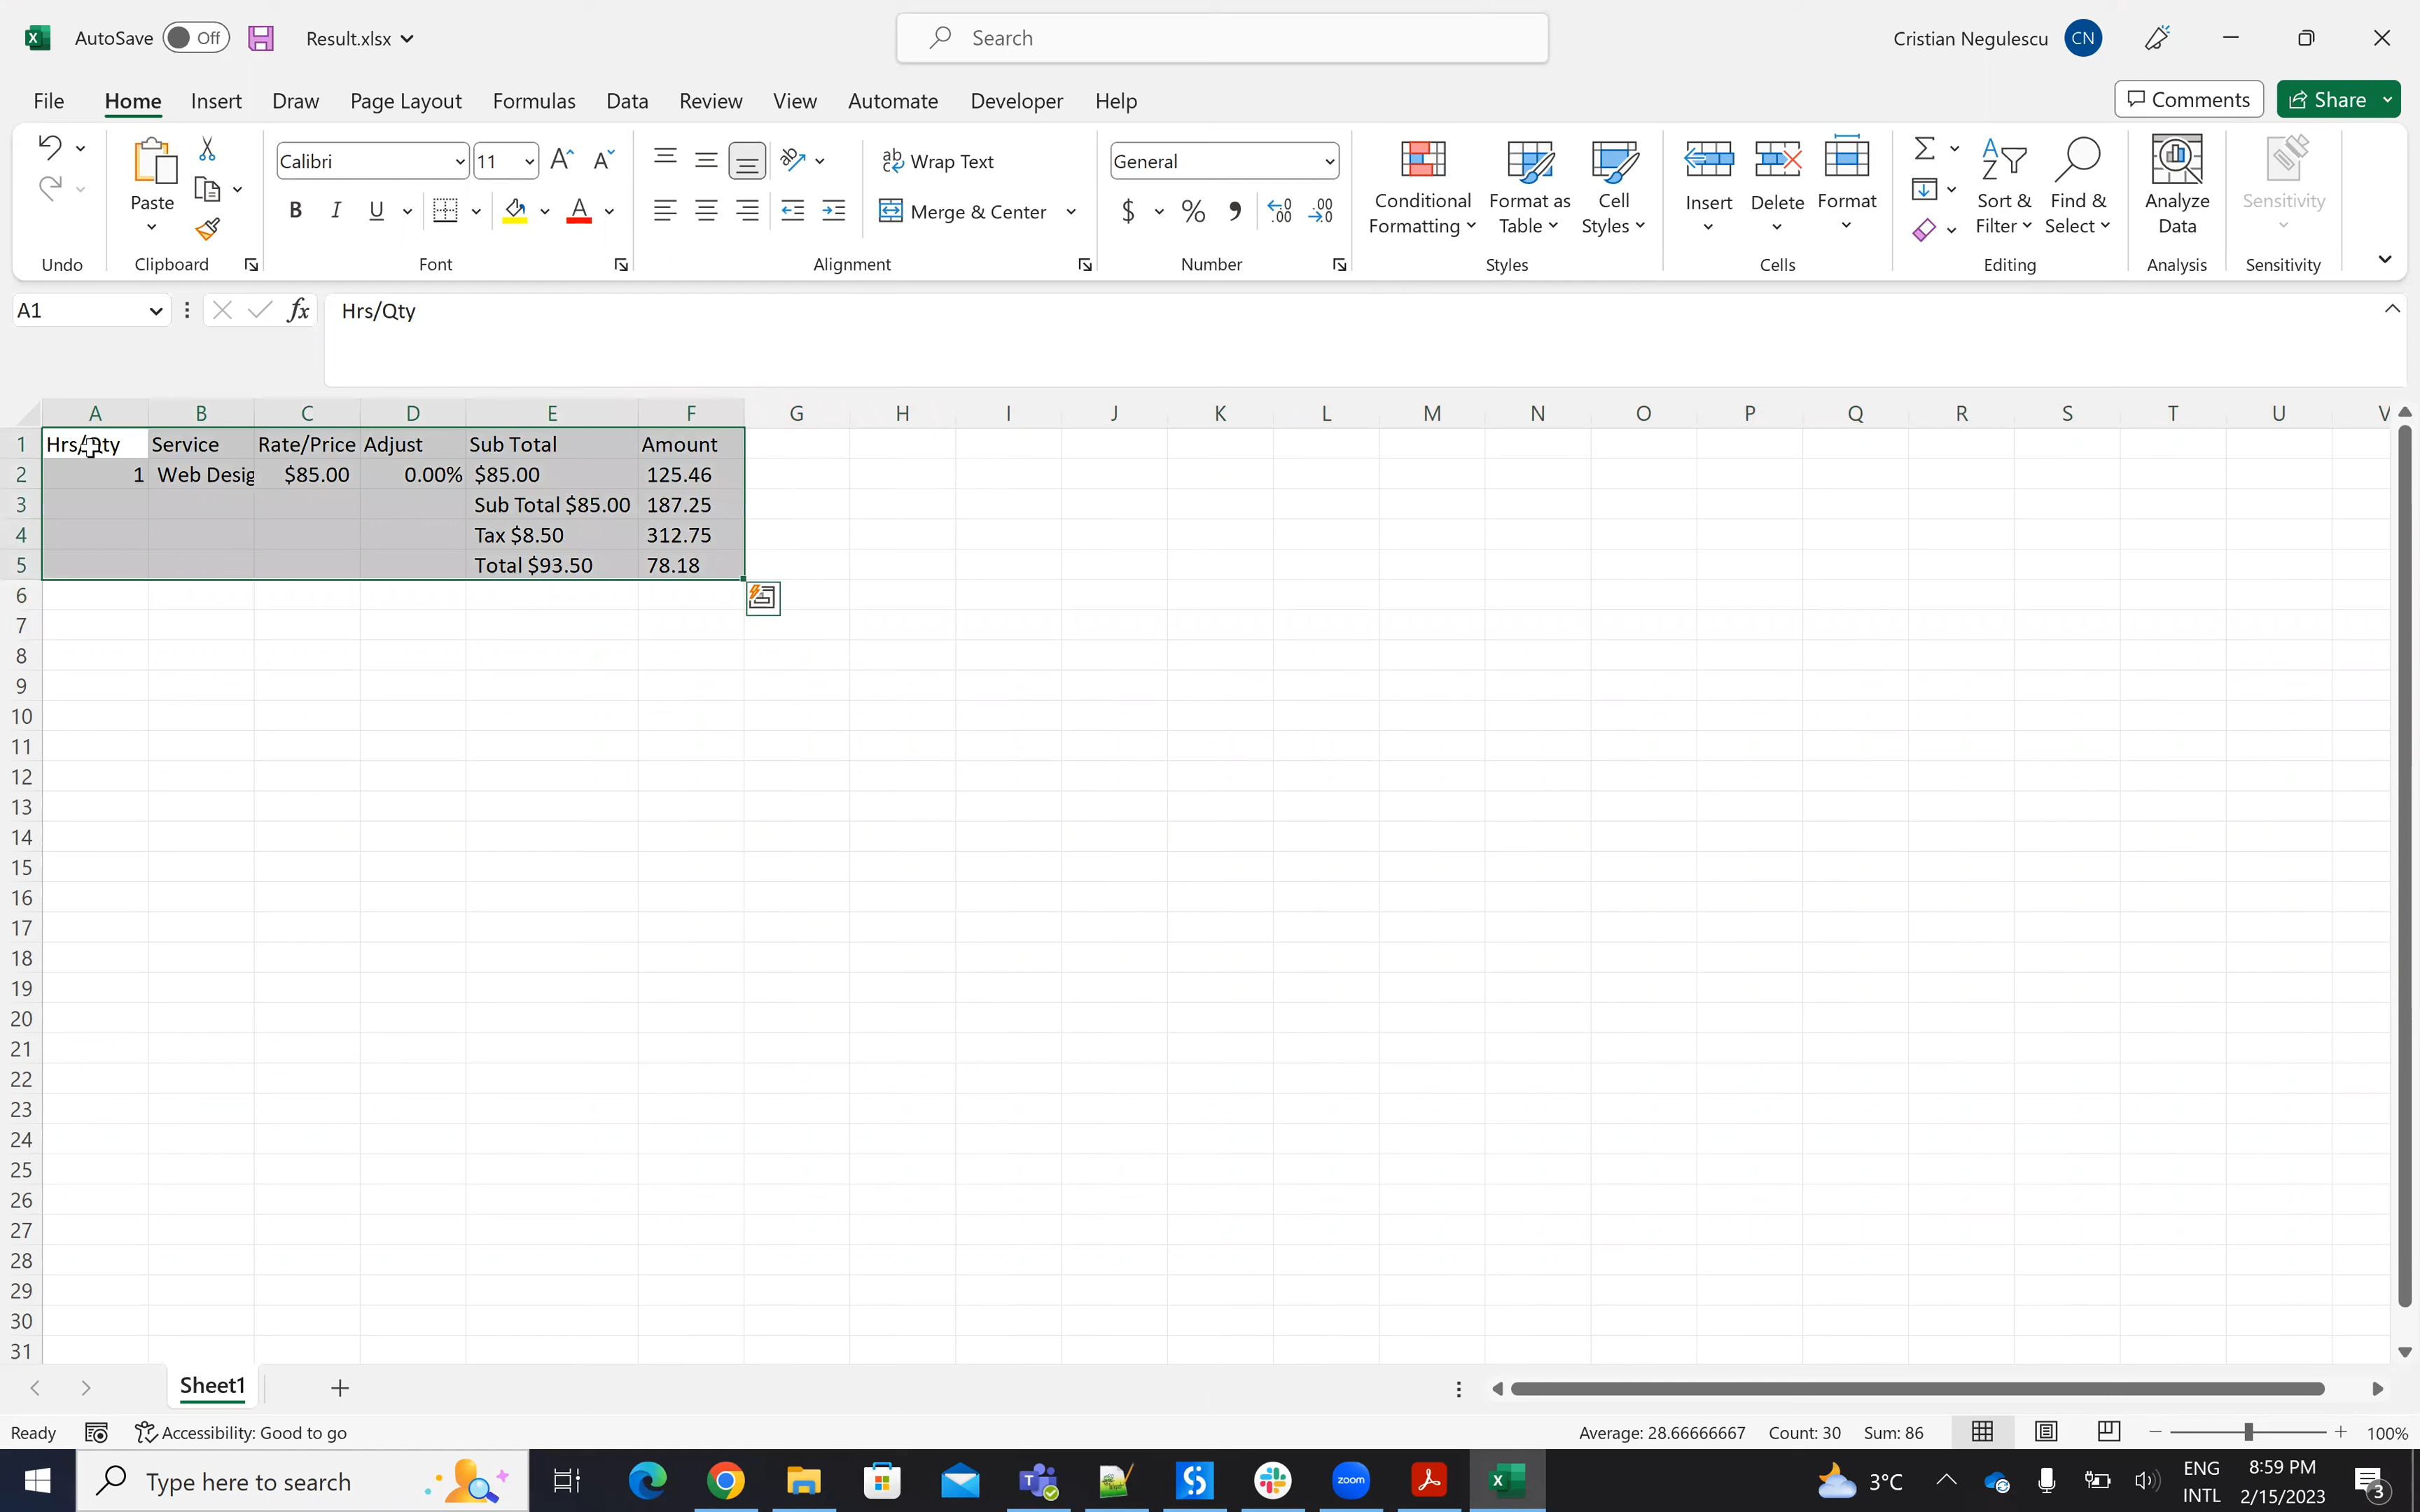 AutoSave Off Result.xlsx Search Cristian Negulescu CN
File Home Insert Draw Page Layout Formulas Data Review View Automate Developer Help Comments Share
Paste Calibri 11 A A ab Wrap Text General Conditional Formatting Format as Table Cell Styles Insert Delete Format Sort & Filter Find & Select Analyze Data Sensitivity
B I U A Merge & Center $ % 9 .00 .00
Undo Clipboard Font Alignment Number Styles Cells Editing Analysis Sensitivity
A1 fx Hrs/Qty
A B C D E F G H I J K L M N O P Q R S T U V
1 Hrs/Qty Service Rate/Price Adjust Sub Total Amount
2 1 Web Desig $85.00 0.00% $85.00 125.46
3 Sub Total $85.00 187.25
4 Tax $8.50 312.75
5 Total $93.50 78.18
6
7
8
9
10
11
12
13
14
15
16
17
18
19
20
21
22
23
24
25
26
27
28
29
30
31
Sheet1
Ready Accessibility: Good to go Average: 28.66666667 Count: 30 Sum: 86 100%
Type here to search zoom 3°C ENG INTL 8:59 PM 2/15/2023 3